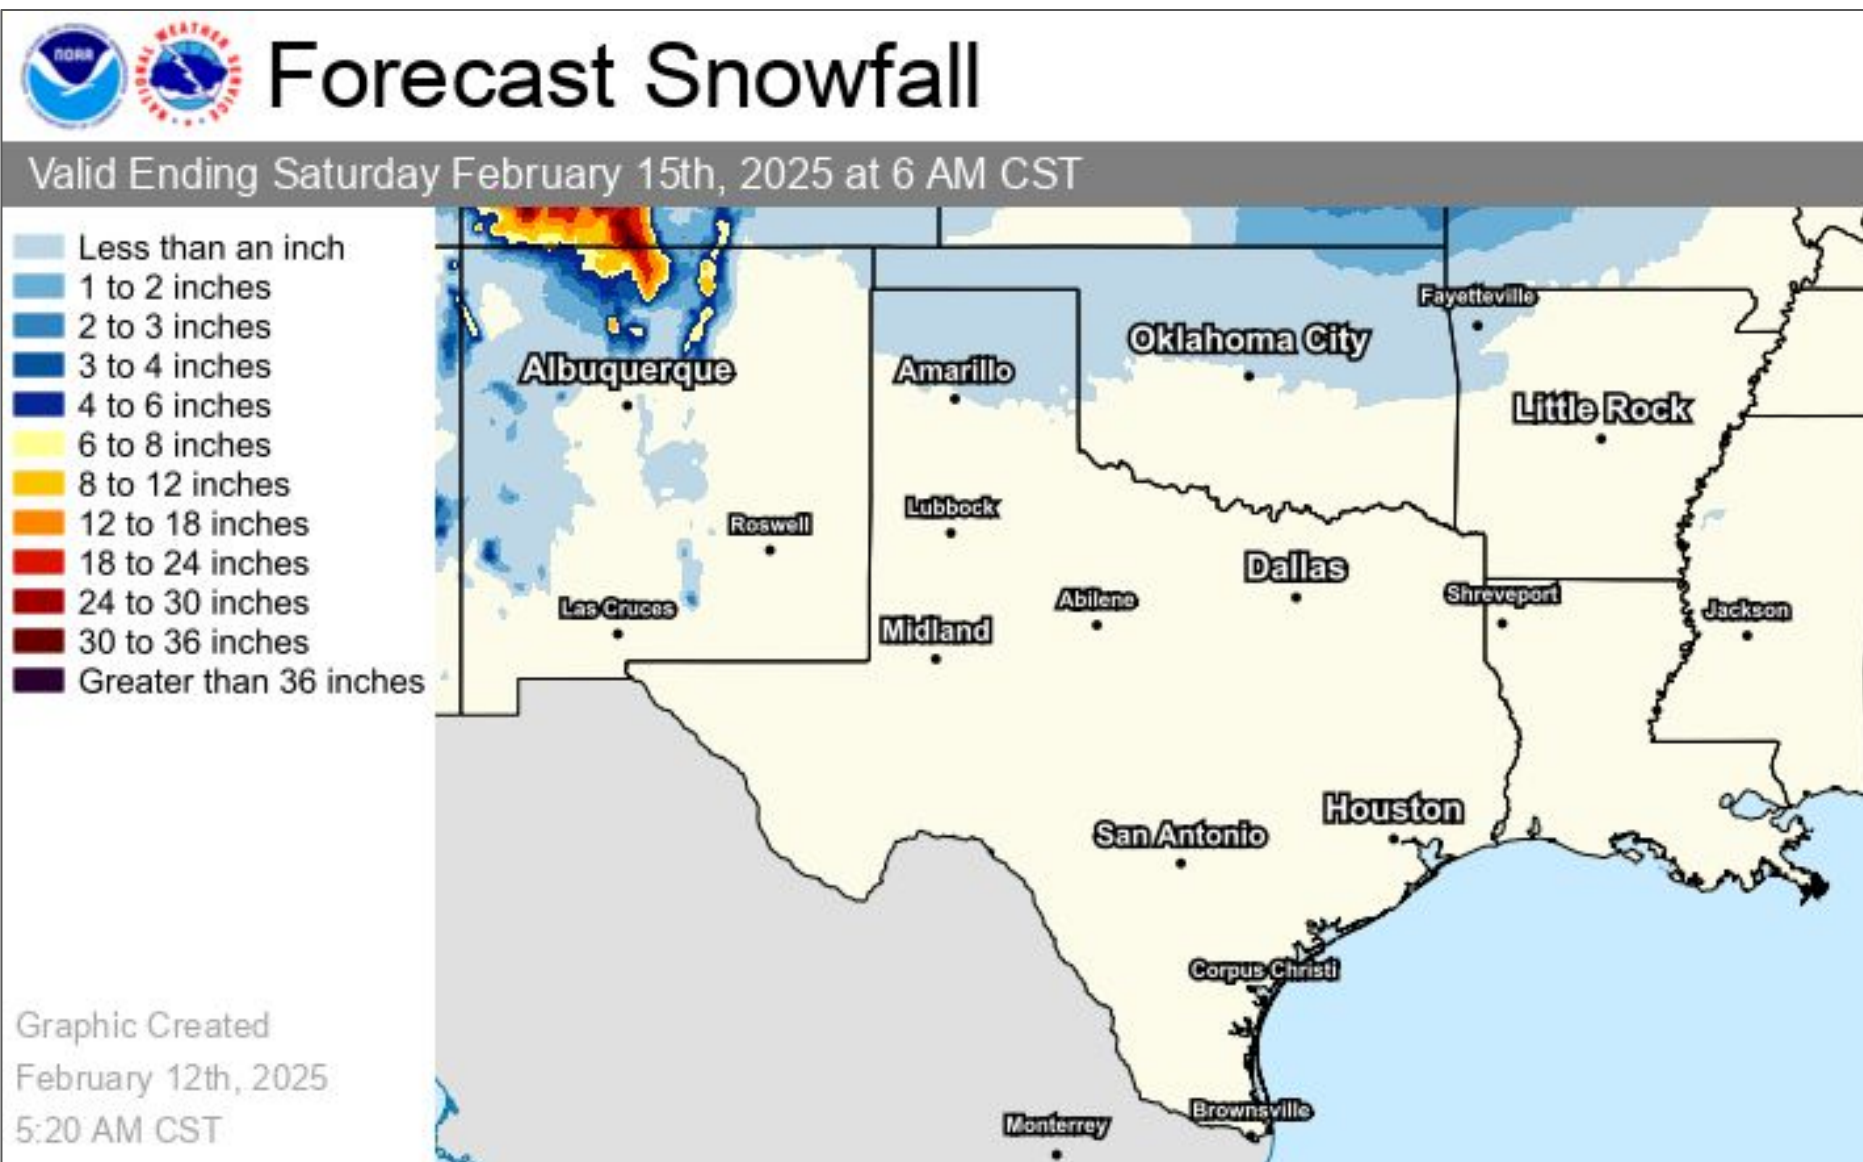 NOAA
NATIONAL WEATHER SERVICE
Forecast Snowfall
Valid Ending Saturday February 15th, 2025 at 6 AM CST
Less than an inch
1 to 2 inches
2 to 3 inches
3 to 4 inches
4 to 6 inches
6 to 8 inches
8 to 12 inches
12 to 18 inches
18 to 24 inches
24 to 30 inches
30 to 36 inches
Greater than 36 inches
Graphic Created
February 12th, 2025
5:20 AM CST
Fayetteville
Oklahoma City
Albuquerque
Amarillo
Little Rock
Lubbock
Roswell
Dallas
Shreveport
Abilene
Las Cruces
Jackson
Midland
Houston
San Antonio
Corpus Christi
Brownsville
Monterrey